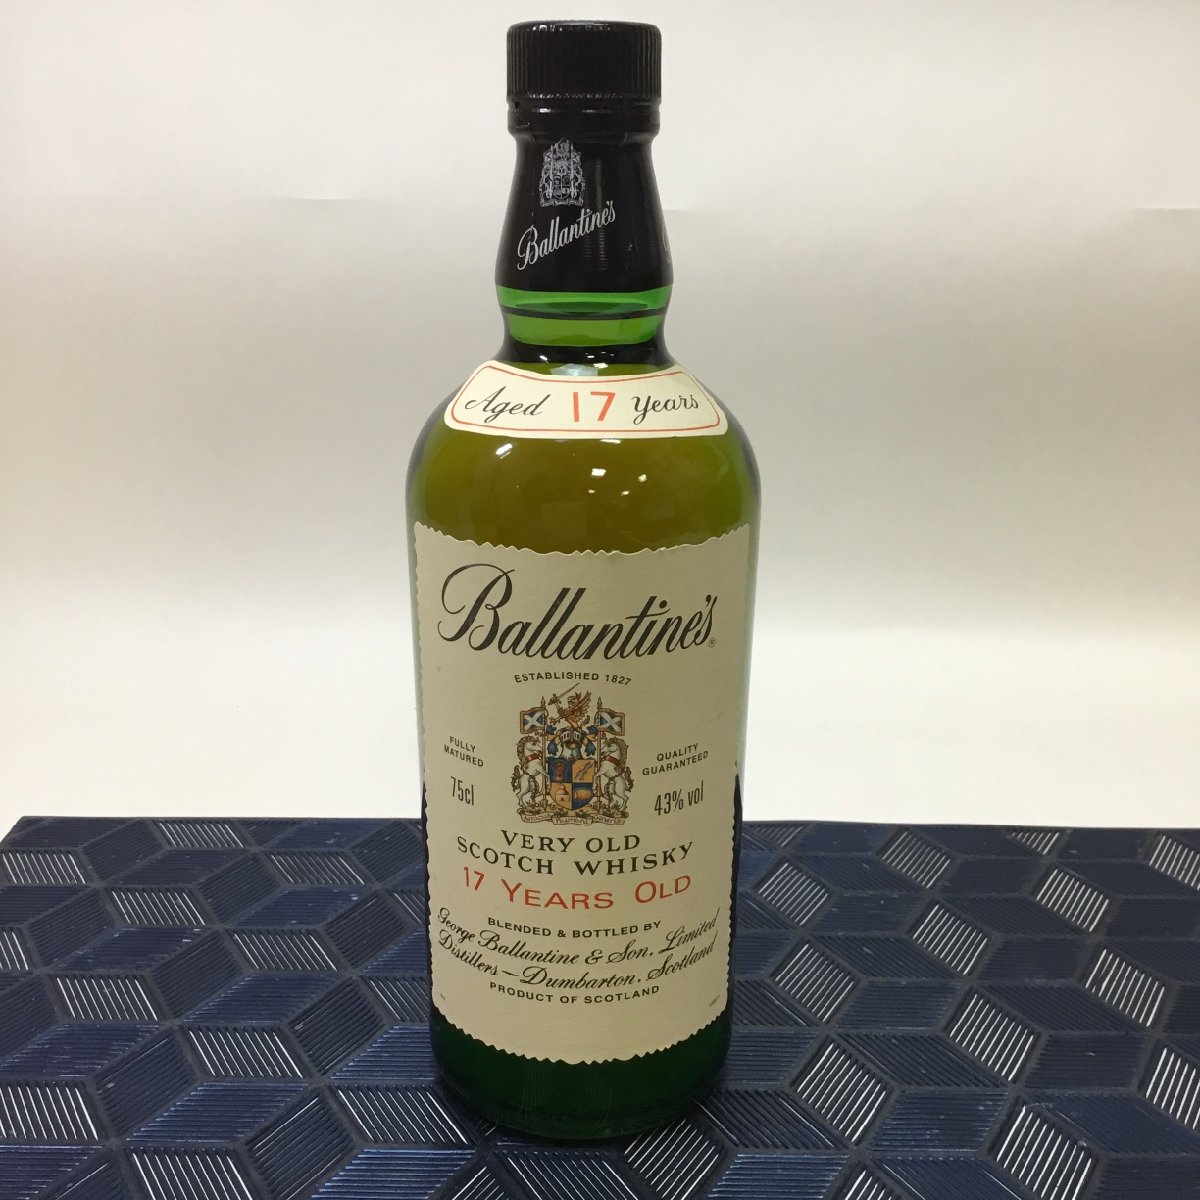 Ballantine's
Aged 17 Years
Ballantine's®
ESTABLISHED 1827
FULLY
MATURED
75cl
QUALITY
GUARANTEED
43% vol
VERY OLD
SCOTCH WHISKY
17 YEARS OLD
BLENDED & BOTTLED BY
George Ballantine & Son, Limited
Distillers — Dumbarton, Scotland
PRODUCT OF SCOTLAND